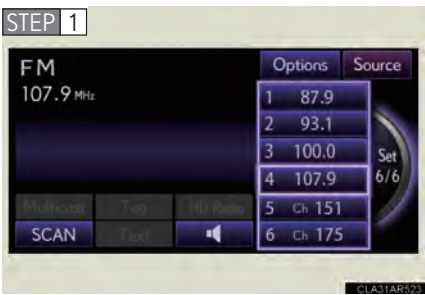 STEP 1
FM
107.9 MHz
Options
Source
1 87.9
2 93.1
3 100.0
4 107.9
5 Ch 151
6 Ch 175
Set
6/6
Multicast
Tag
HD Radio
SCAN
Text
CLA31AR523